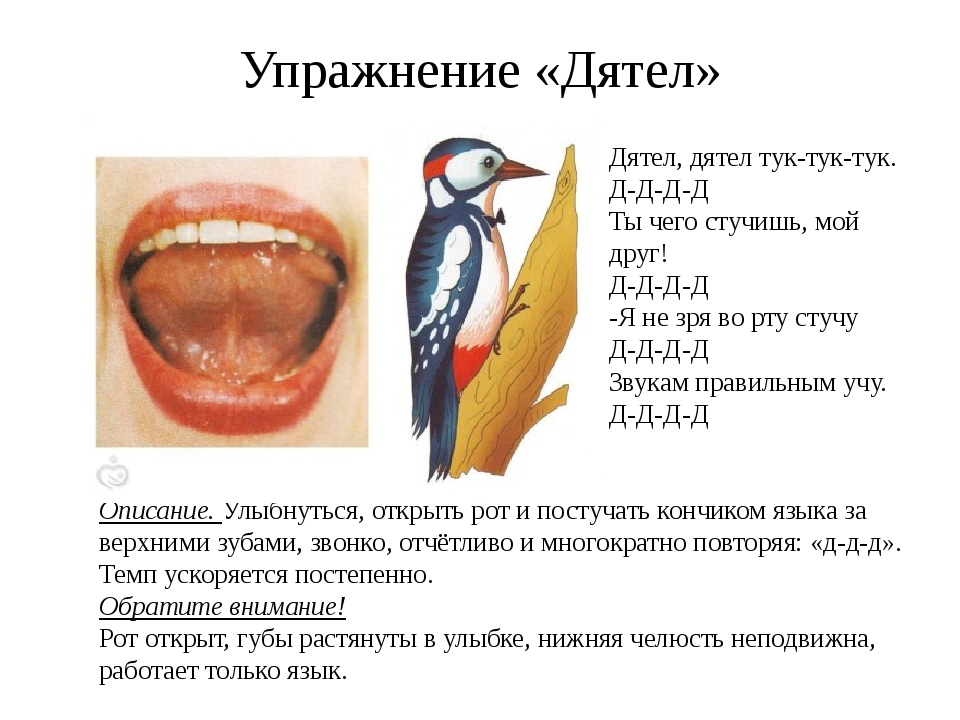 Упражнение «Дятел»
Дятел, дятел тук-тук-тук.
Д-Д-Д-Д
Ты чего стучишь, мой
друг!
Д-Д-Д-Д
-Я не зря во рту стучу
Д-Д-Д-Д
Звукам правильным учу.
Д-Д-Д-Д
Описание. Улыбнуться, открыть рот и постучать кончиком языка за
верхними зубами, звонко, отчётливо и многократно повторяя: «д-д-д».
Темп ускоряется постепенно.
Обратите внимание!
Рот открыт, губы растянуты в улыбке, нижняя челюсть неподвижна,
работает только язык.